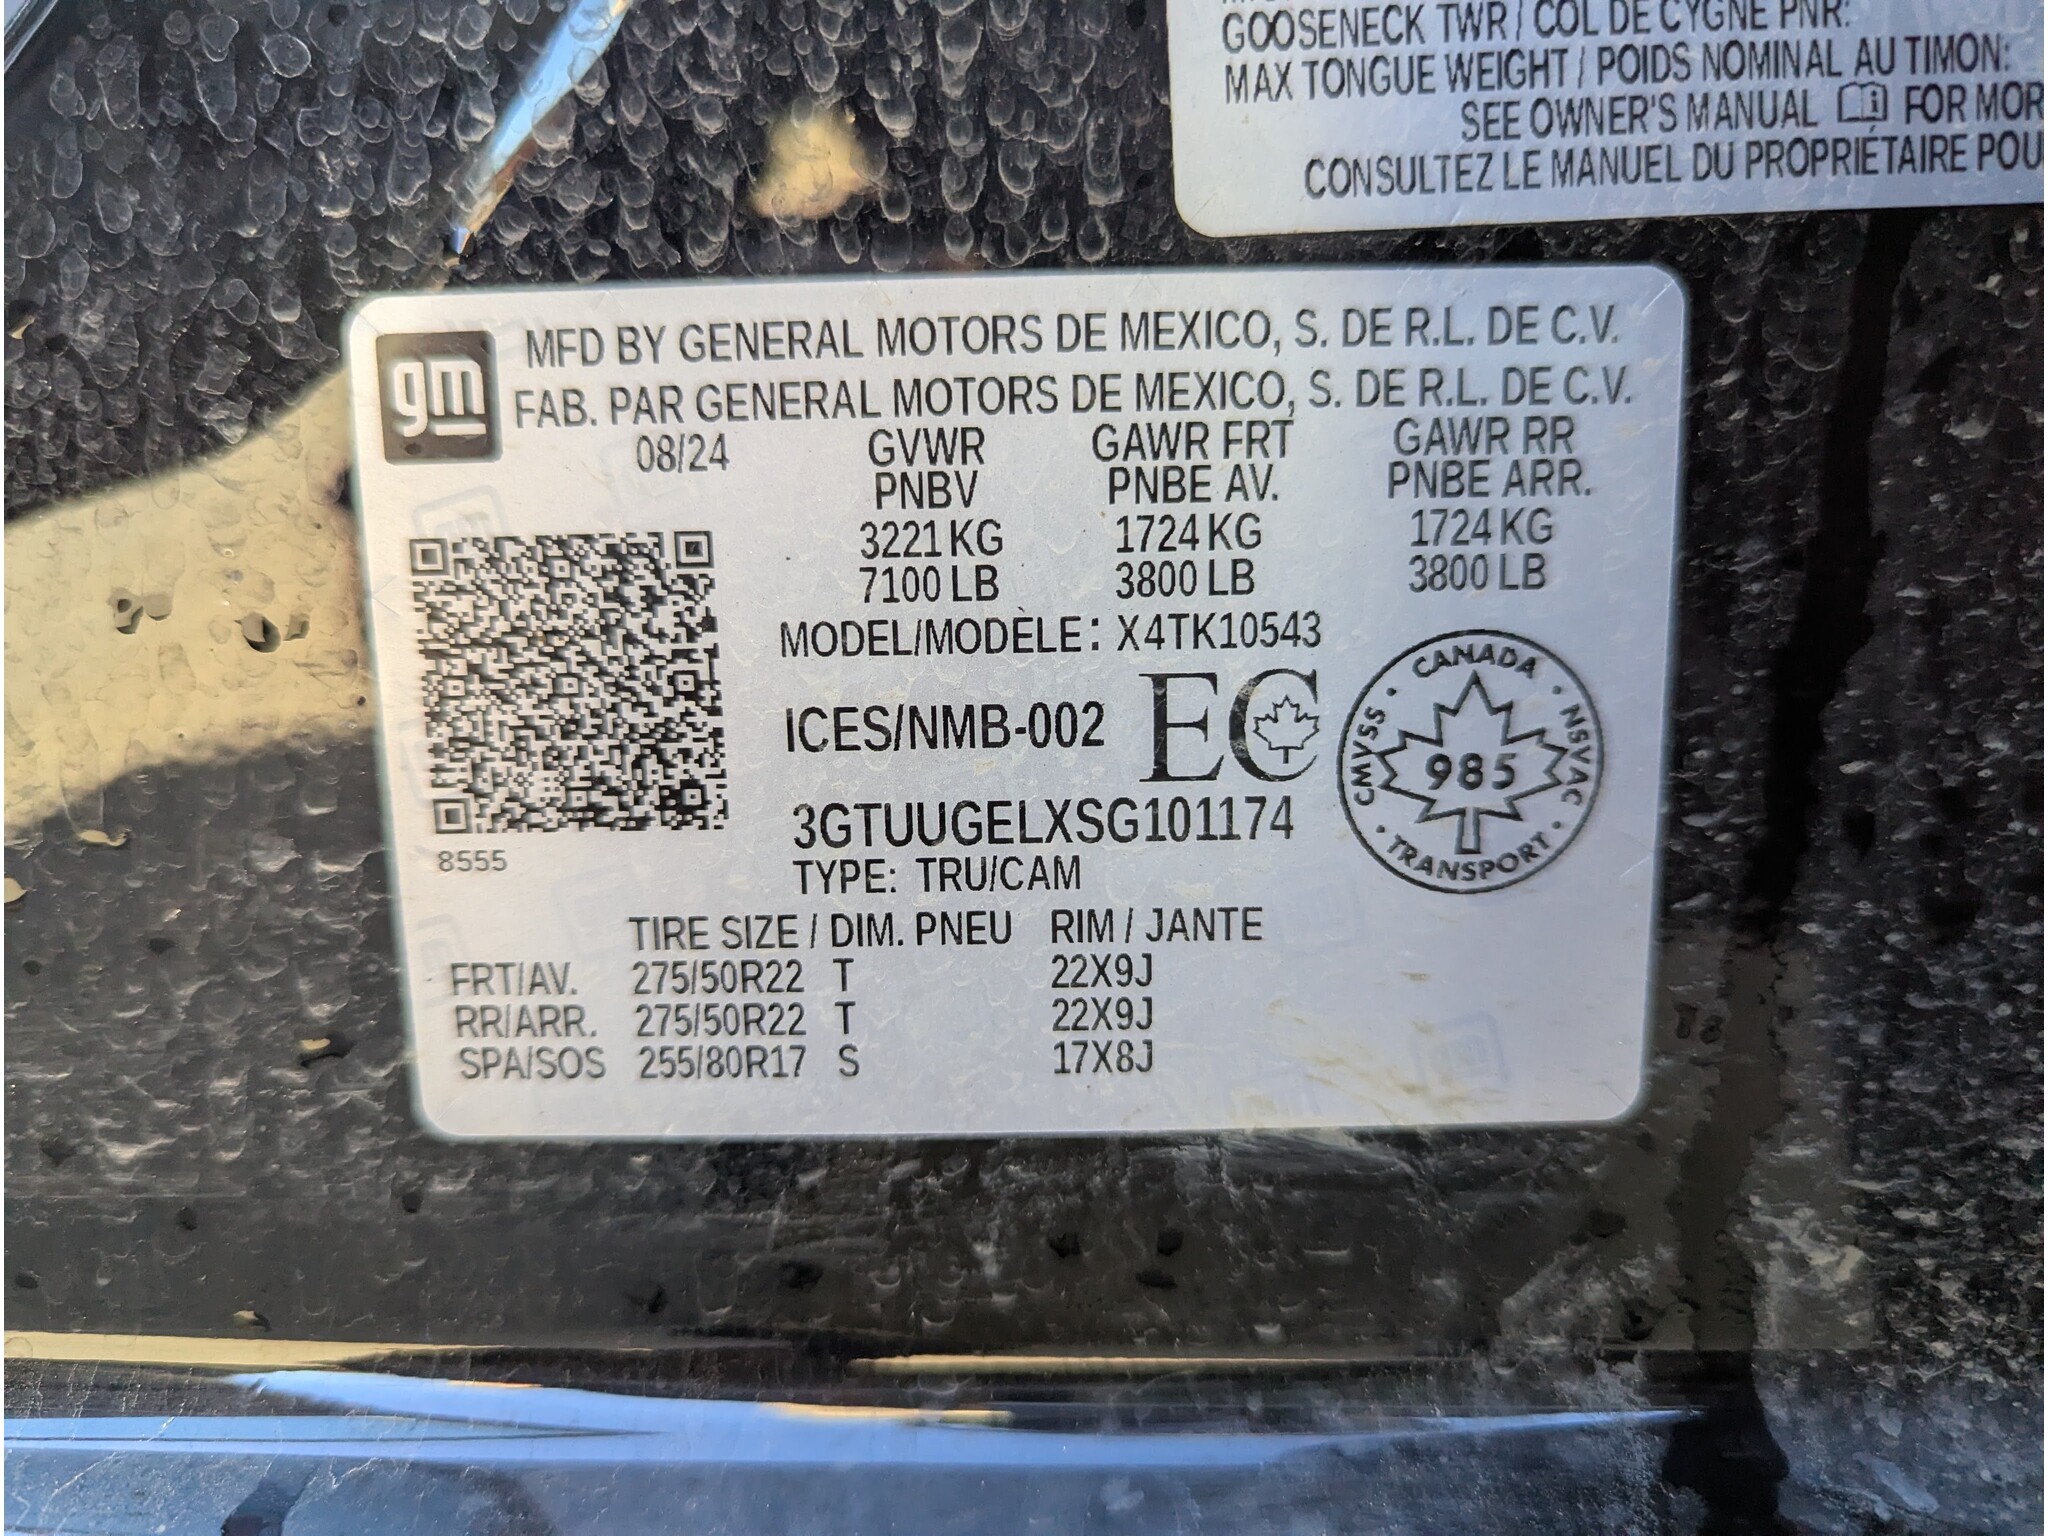 GOOSENECK TWR / COL DE CYGNE PNR:
MAX TONGUE WEIGHT / POIDS NOMINAL AU TIMON:
SEE OWNER'S MANUAL FOR MOR
CONSULTEZ LE MANUEL DU PROPRIÉTAIRE POU
gm
MFD BY GENERAL MOTORS DE MEXICO, S. DE R.L. DE C.V.
FAB. PAR GENERAL MOTORS DE MEXICO, S. DE R.L. DE C.V.
08/24 GVWR GAWR FRT GAWR RR
PNBV PNBE AV. PNBE ARR.
3221 KG 1724 KG 1724 KG
7100 LB 3800 LB 3800 LB
MODEL/MODÈLE: X4TK10543
ICES/NMB-002 EC
CANADA
CMVSS · 985 · NSVAC
TRANSPORT
3GTUUGELXSG101174
8555
TYPE: TRU/CAM
TIRE SIZE / DIM. PNEU RIM / JANTE
FRT/AV. 275/50R22 T 22X9J
RR/ARR. 275/50R22 T 22X9J
SPA/SOS 255/80R17 S 17X8J